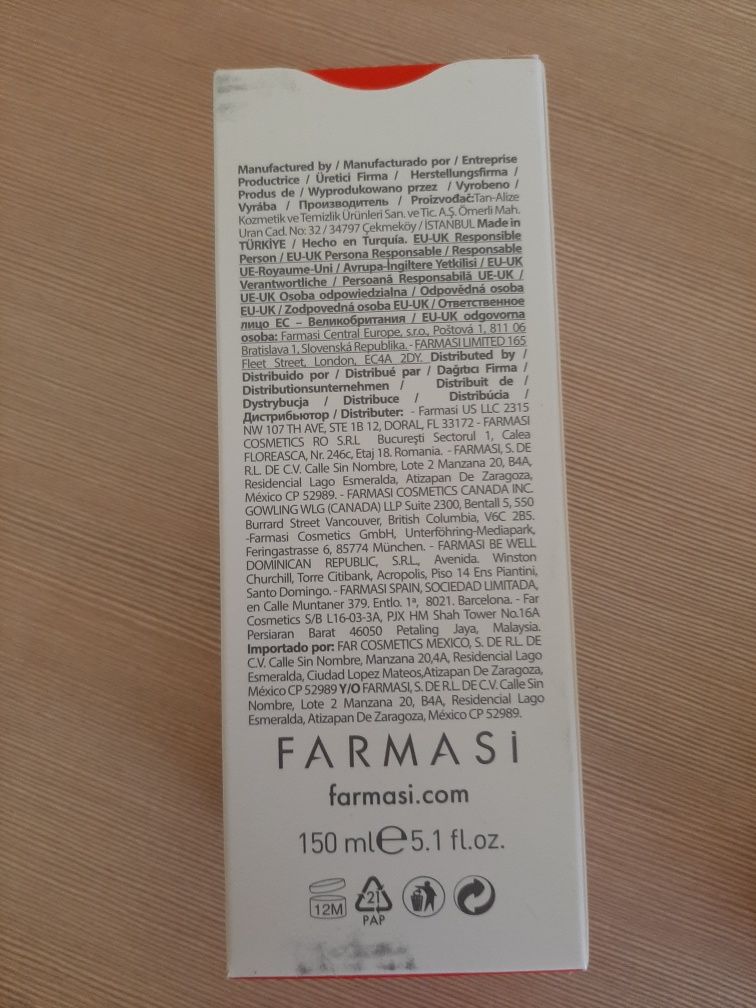 Manufactured by / Manufacturado por / Entreprise
Productrice / Üretici Firma / Herstellungsfirma /
Produs de / Wyprodukowano przez / Vyrobeno /
Vyrába / Производитель / Proizvođač:Tan-Alize
Kozmetik ve Temizlik Ürünleri San. ve Tic. A.Ş. Ömerli Mah.
Uran Cad. No: 32 / 34797 Çekmeköy / İSTANBUL Made in
TÜRKİYE / Hecho en Turquía. EU-UK Responsible
Person / EU-UK Persona Responsable / Responsable
UE-Royaume-Uni / Avrupa-İngiltere Yetkilisi / EU-UK
Verantwortliche / Persoană Responsabilă UE-UK /
UE-UK Osoba odpowiedzialna / Odpovědná osoba
EU-UK / Zodpovedná osoba EU-UK / Ответственное
лицо ЕС – Великобритания / EU-UK odgovorna
osoba: Farmasi Central Europe, s.r.o., Poštová 1, 811 06
Bratislava 1, Slovenská Republika. - FARMASI LIMITED 165
Fleet Street, London, EC4A 2DY. Distributed by /
Distribuido por / Distribué par / Dağıtıcı Firma /
Distributionsunternehmen / Distribuit de /
Dystrybucja / Distribuce / Distribúcia /
Дистрибьютор / Distributer: - Farmasi US LLC 2315
NW 107 TH AVE, STE 1B 12, DORAL, FL 33172 - FARMASI
COSMETICS RO S.R.L Bucureşti Sectorul 1, Calea
FLOREASCA, Nr. 246c, Etaj 18. Romania. - FARMASI, S. DE
R.L. DE C.V. Calle Sin Nombre, Lote 2 Manzana 20, B4A,
Residencial Lago Esmeralda, Atizapan De Zaragoza,
México CP 52989. - FARMASI COSMETICS CANADA INC.
GOWLING WLG (CANADA) LLP Suite 2300, Bentall 5, 550
Burrard Street Vancouver, British Columbia, V6C 2B5.
-Farmasi Cosmetics GmbH, Unterföhring-Mediapark,
Feringastrasse 6, 85774 München. - FARMASI BE WELL
DOMINICAN REPUBLIC, S.R.L., Avenida. Winston
Churchill, Torre Citibank, Acropolis, Piso 14 Ens Piantini,
Santo Domingo. - FARMASI SPAIN, SOCIEDAD LIMITADA,
en Calle Muntaner 379. Entlo. 1ª, 8021. Barcelona. - Far
Cosmetics S/B L16-03-3A, PJX HM Shah Tower No.16A
Persiaran Barat 46050 Petaling Jaya, Malaysia.
Importado por: FAR COSMETICS MEXICO, S. DE R.L. DE
C.V. Calle Sin Nombre, Manzana 20,4A, Residencial Lago
Esmeralda, Ciudad Lopez Mateos,Atizapan De Zaragoza,
México CP 52989 Y/O FARMASI, S. DE R.L. DE C.V. Calle Sin
Nombre, Lote 2 Manzana 20, B4A, Residencial Lago
Esmeralda, Atizapan De Zaragoza, México CP 52989.
FARMASi
farmasi.com
150 ml℮5.1 fl.oz.
12M
21
PAP